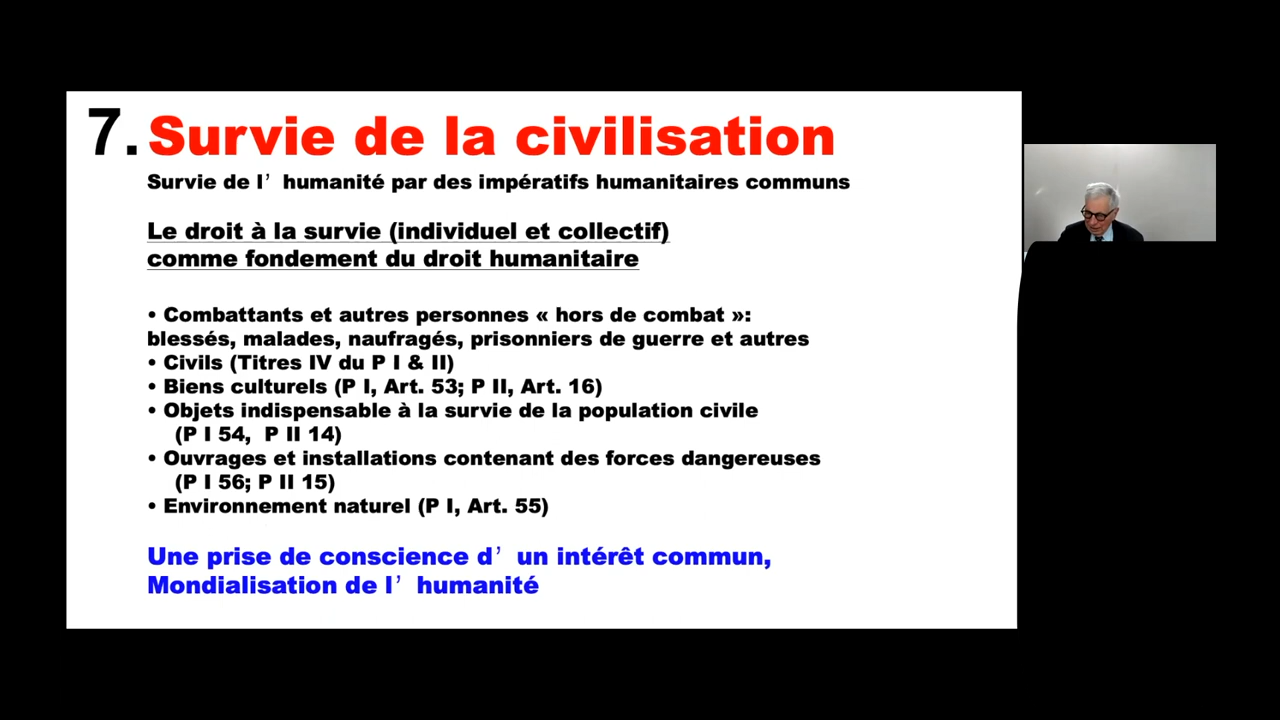 7. Survie de la civilisation
Survie de l’ humanité par des impératifs humanitaires communs
Le droit à la survie (individuel et collectif)
comme fondement du droit humanitaire
• Combattants et autres personnes « hors de combat »:
blessés, malades, naufragés, prisonniers de guerre et autres
• Civils (Titres IV du P I & II)
• Biens culturels (P I, Art. 53; P II, Art. 16)
• Objets indispensable à la survie de la population civile
(P I 54, P II 14)
• Ouvrages et installations contenant des forces dangereuses
(P I 56; P II 15)
• Environnement naturel (P I, Art. 55)
Une prise de conscience d’ un intérêt commun,
Mondialisation de l’ humanité